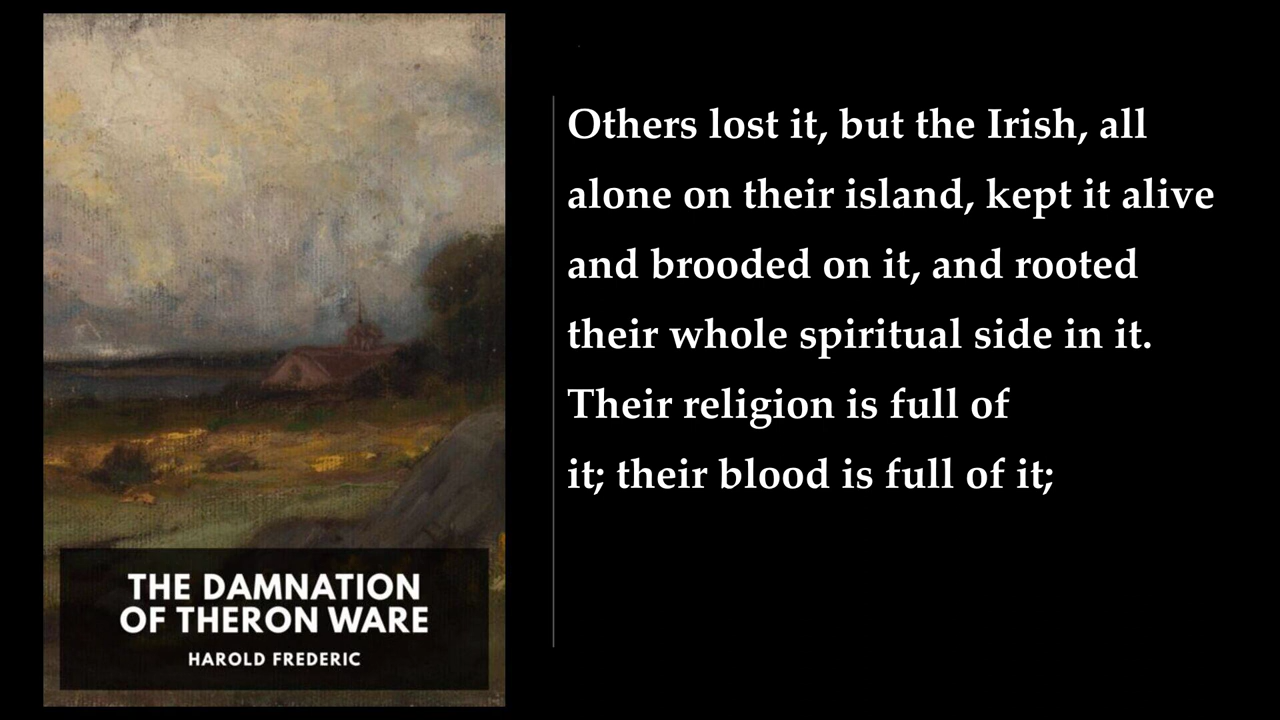 THE DAMNATION
OF THERON WARE
HAROLD FREDERIC
Others lost it, but the Irish, all
alone on their island, kept it alive
and brooded on it, and rooted
their whole spiritual side in it.
Their religion is full of
it; their blood is full of it;